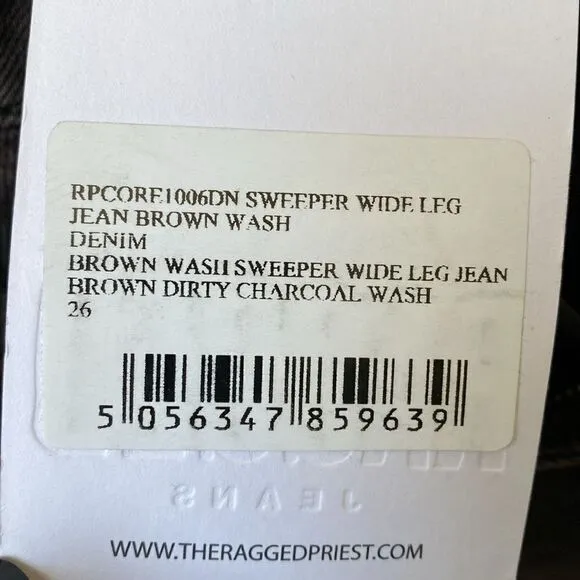 RPCORE1006DN SWEEPER WIDE LEG
JEAN BROWN WASH
DENIM
BROWN WASH SWEEPER WIDE LEG JEAN
BROWN DIRTY CHARCOAL WASH
26
5 056347 859639
JEANS
WWW.THERAGGEDPRIEST.COM